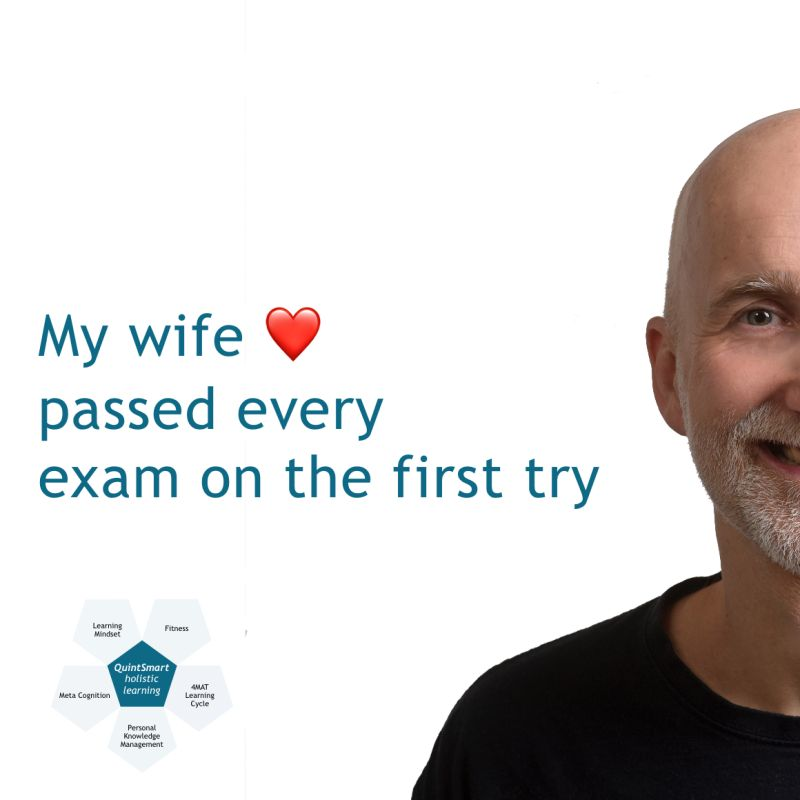 My wife ❤️
passed every
exam on the first try
Learning
Mindset
Fitness
QuintSmart
holistic
learning
Meta Cognition
4MAT
Learning
Cycle
Personal
Knowledge
Management